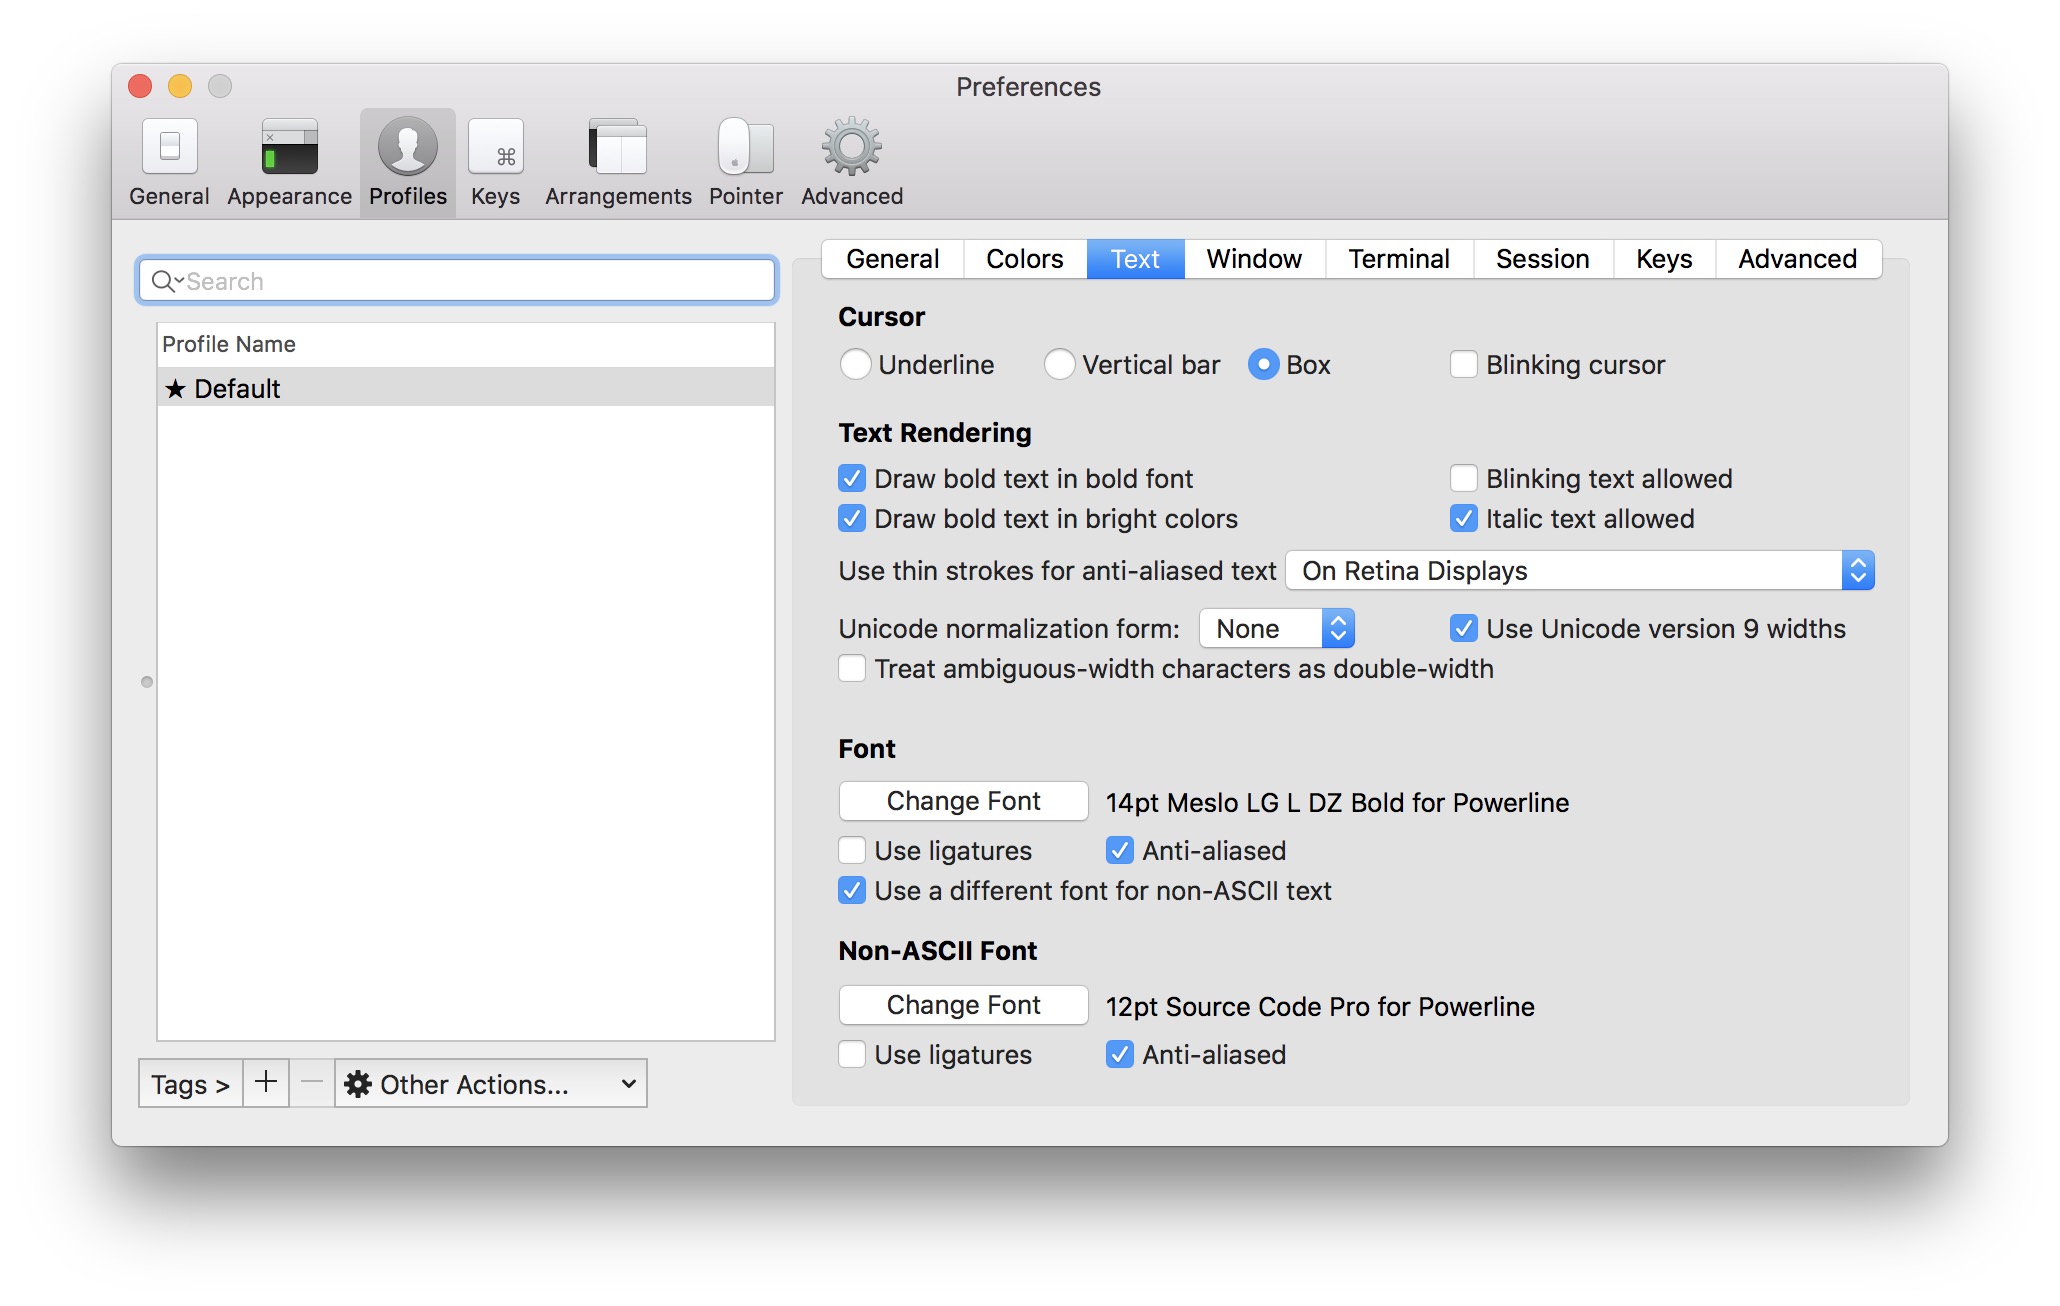 Preferences
General Appearance Profiles Keys Arrangements Pointer Advanced
Search
Profile Name
★ Default
Tags > + − Other Actions...
General Colors Text Window Terminal Session Keys Advanced
Cursor
Underline Vertical bar Box Blinking cursor
Text Rendering
Draw bold text in bold font Blinking text allowed
Draw bold text in bright colors Italic text allowed
Use thin strokes for anti-aliased text On Retina Displays
Unicode normalization form: None Use Unicode version 9 widths
Treat ambiguous-width characters as double-width
Font
Change Font 14pt Meslo LG L DZ Bold for Powerline
Use ligatures Anti-aliased
Use a different font for non-ASCII text
Non-ASCII Font
Change Font 12pt Source Code Pro for Powerline
Use ligatures Anti-aliased